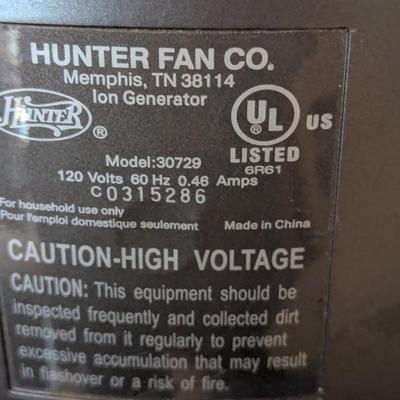 HUNTER FAN CO.
Memphis, TN 38114
Ion Generator
HUNTER ®
UL US
LISTED
6R61
Model:30729
120 Volts 60 Hz 0.46 Amps
C0315286
For household use only
Pour l'emploi domestique seulement
Made in China
CAUTION-HIGH VOLTAGE
CAUTION: This equipment should be
inspected frequently and collected dirt
removed from it regularly to prevent
excessive accumulation that may result
in flashover or a risk of fire.